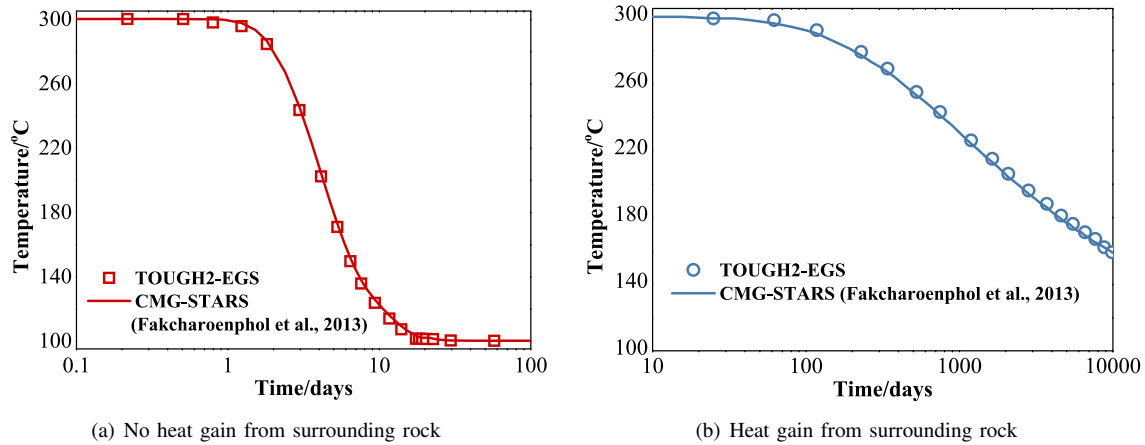 300
260
220
180
140
100
Temperature/°C
TOUGH2-EGS
CMG-STARS
(Fakcharoenphol et al., 2013)
0.1 1 10 100
Time/days
(a) No heat gain from surrounding rock
300
260
220
180
140
100
Temperature/°C
TOUGH2-EGS
CMG-STARS (Fakcharoenphol et al., 2013)
10 100 1000 10000
Time/days
(b) Heat gain from surrounding rock